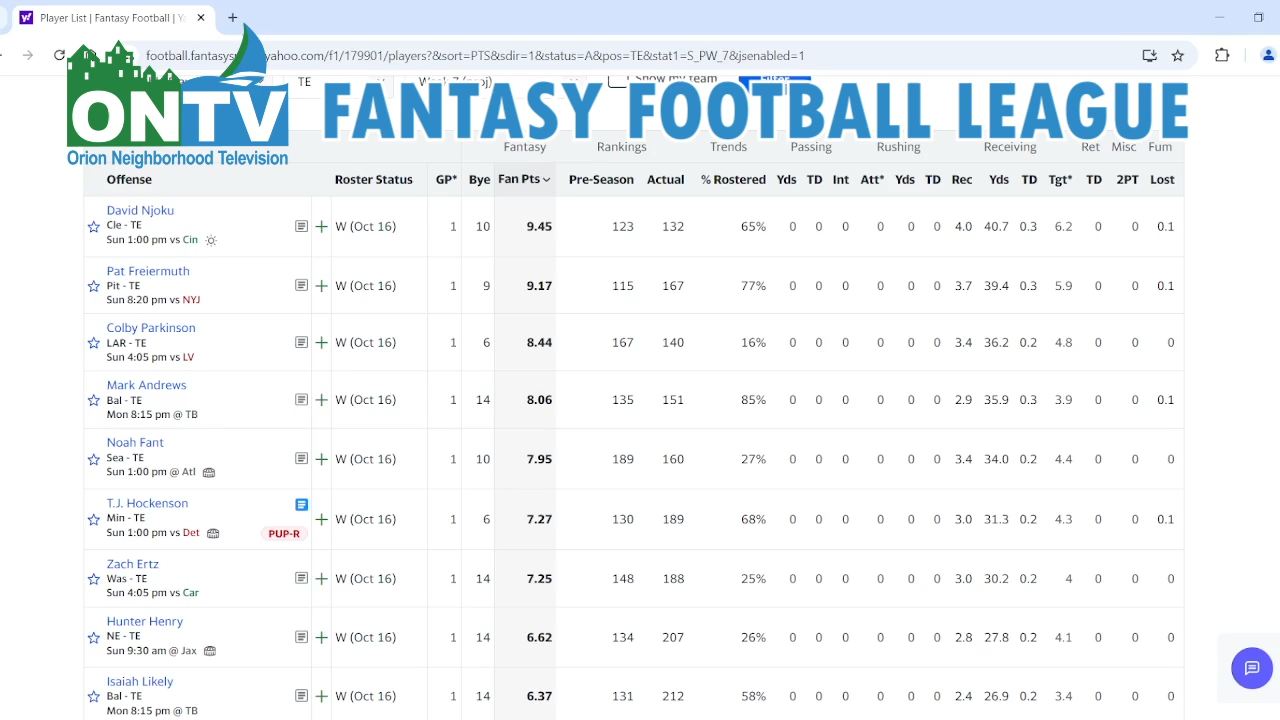 Player List | Fantasy Football | Y
football.fantasys yahoo.com/f1/179901/players?&sort=PTS&sdir=1&status=A&pos=TE&stat1=S_PW_7&jsenabled=1
TE Week 7 (proj) Show my team Filter
ONTV FANTASY FOOTBALL LEAGUE
Orion Neighborhood Television
Fantasy Rankings Trends Passing Rushing Receiving Ret Misc Fum
Offense Roster Status GP* Bye Fan Pts Pre-Season Actual % Rostered Yds TD Int Att* Yds TD Rec Yds TD Tgt* TD 2PT Lost
David Njoku
Cle - TE
Sun 1:00 pm vs Cin
W (Oct 16) 1 10 9.45 123 132 65% 0 0 0 0 0 0 4.0 40.7 0.3 6.2 0 0 0.1
Pat Freiermuth
Pit - TE
Sun 8:20 pm vs NYJ
W (Oct 16) 1 9 9.17 115 167 77% 0 0 0 0 0 0 3.7 39.4 0.3 5.9 0 0 0.1
Colby Parkinson
LAR - TE
Sun 4:05 pm vs LV
W (Oct 16) 1 6 8.44 167 140 16% 0 0 0 0 0 0 3.4 36.2 0.2 4.8 0 0 0
Mark Andrews
Bal - TE
Mon 8:15 pm @ TB
W (Oct 16) 1 14 8.06 135 151 85% 0 0 0 0 0 0 2.9 35.9 0.3 3.9 0 0 0.1
Noah Fant
Sea - TE
Sun 1:00 pm @ Atl
W (Oct 16) 1 10 7.95 189 160 27% 0 0 0 0 0 0 3.4 34.0 0.2 4.4 0 0 0
T.J. Hockenson
Min - TE
Sun 1:00 pm vs Det
PUP-R
W (Oct 16) 1 6 7.27 130 189 68% 0 0 0 0 0 0 3.0 31.3 0.2 4.3 0 0 0.1
Zach Ertz
Was - TE
Sun 4:05 pm vs Car
W (Oct 16) 1 14 7.25 148 188 25% 0 0 0 0 0 0 3.0 30.2 0.2 4 0 0 0
Hunter Henry
NE - TE
Sun 9:30 am @ Jax
W (Oct 16) 1 14 6.62 134 207 26% 0 0 0 0 0 0 2.8 27.8 0.2 4.1 0 0 0
Isaiah Likely
Bal - TE
Mon 8:15 pm @ TB
W (Oct 16) 1 14 6.37 131 212 58% 0 0 0 0 0 0 2.4 26.9 0.2 3.4 0 0 0